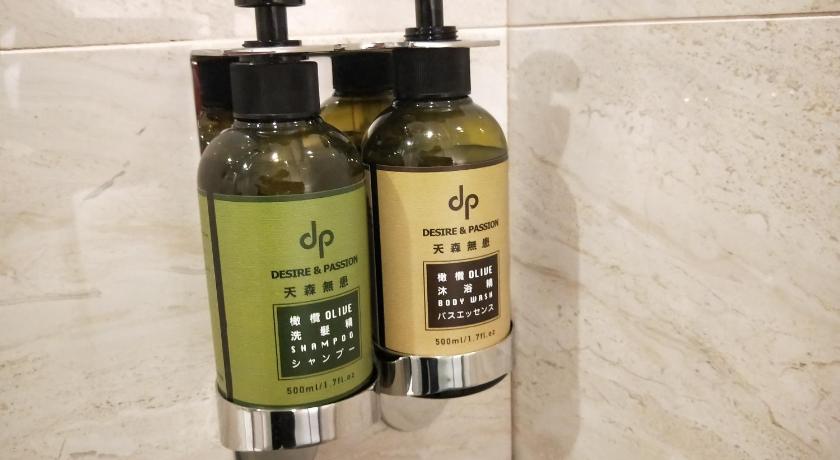 dp
DESIRE & PASSION
天森無患
橄欖 OLIVE
洗髮精
SHAMPOO
シャンプー
500ml/1.7fl.oz
dp
DESIRE & PASSION
天森無患
橄欖 OLIVE
沐浴精
BODY WASH
バスエッセンス
500ml/1.7fl.oz